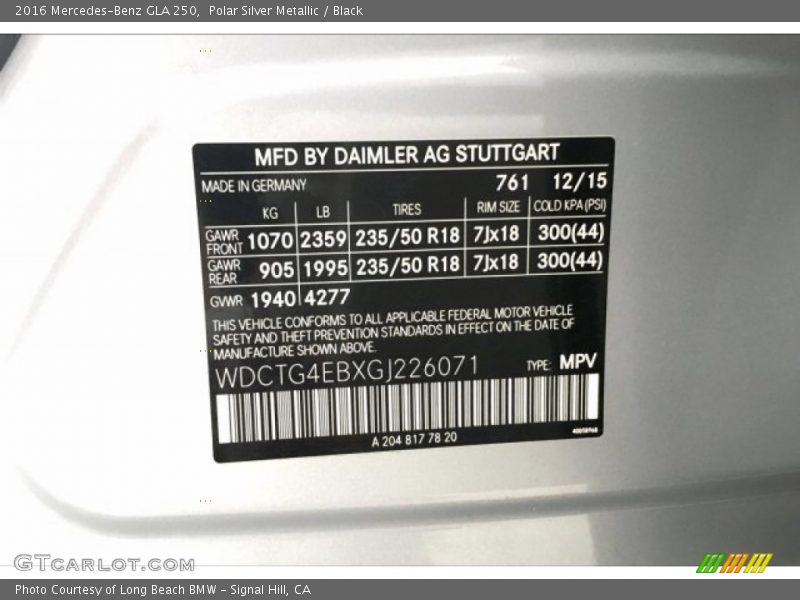 2016 Mercedes-Benz GLA 250,  Polar Silver Metallic / Black
MFD BY DAIMLER AG STUTTGART
MADE IN GERMANY 761 12/15
KG LB TIRES RIM SIZE COLD KPA (PSI)
GAWR FRONT 1070 2359 235/50 R18 7Jx18 300(44)
GAWR REAR 905 1995 235/50 R18 7Jx18 300(44)
GVWR 1940 4277
THIS VEHICLE CONFORMS TO ALL APPLICABLE FEDERAL MOTOR VEHICLE
SAFETY AND THEFT PREVENTION STANDARDS IN EFFECT ON THE DATE OF
MANUFACTURE SHOWN ABOVE.
WDCTG4EBXGJ226071 TYPE: MPV
A 204 817 78 20
GTCARLOT.COM
Photo Courtesy of Long Beach BMW - Signal Hill, CA